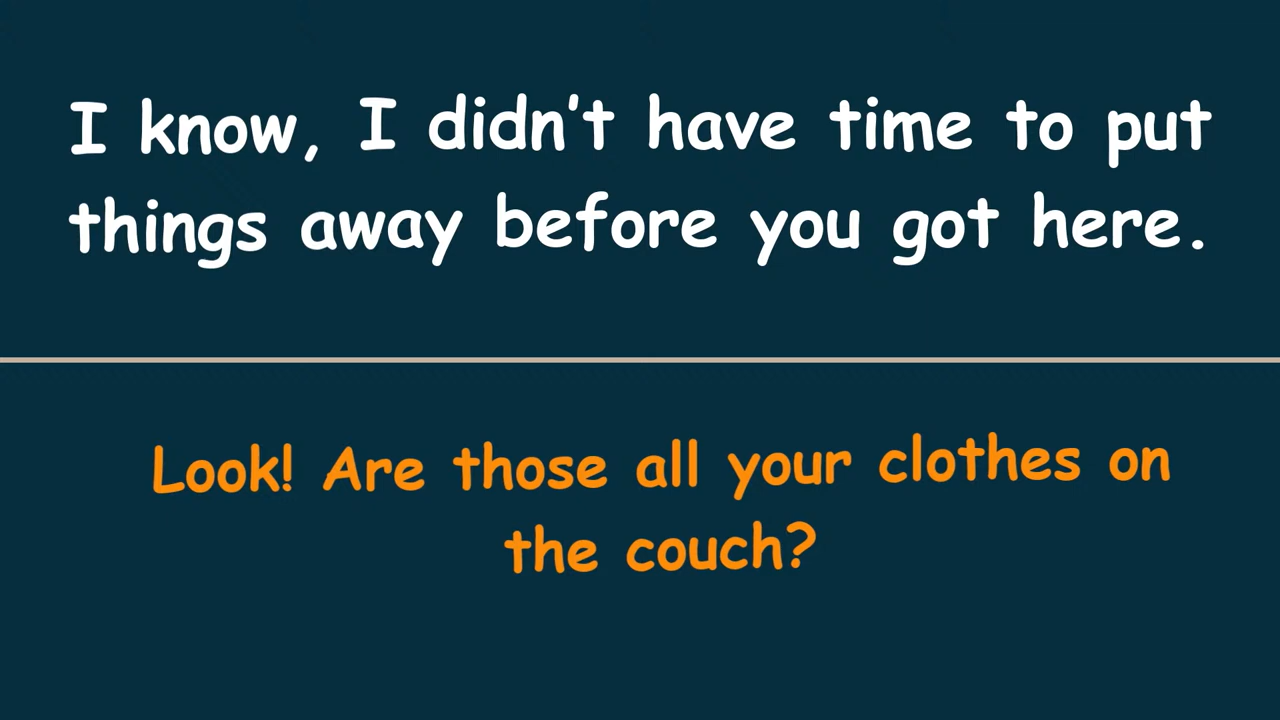 I know, I didn't have time to put
things away before you got here.
Look! Are those all your clothes on
the couch?